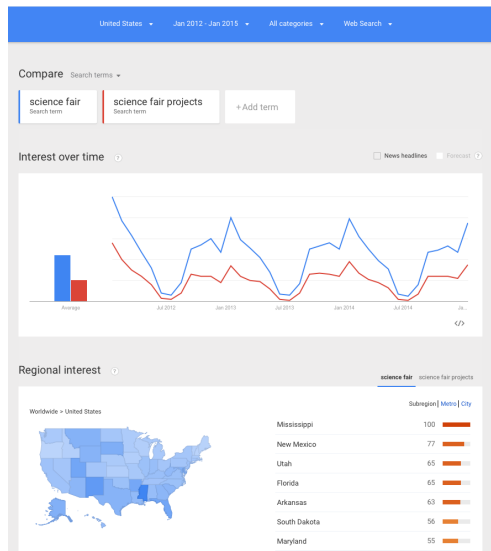 United States Jan 2012 - Jan 2015 All categories Web Search
Compare Search terms
science fair science fair projects +Add term
Search term Search term
Interest over time ? News headlines Forecast ?
Average Jul 2012 Jan 2013 Jul 2013 Jan 2014 Jul 2014 Ja...
</>
Regional interest ?
science fair science fair projects
Subregion | Metro | City
Worldwide > United States
Mississippi 100
New Mexico 77
Utah 65
Florida 65
Arkansas 63
South Dakota 56
Maryland 55